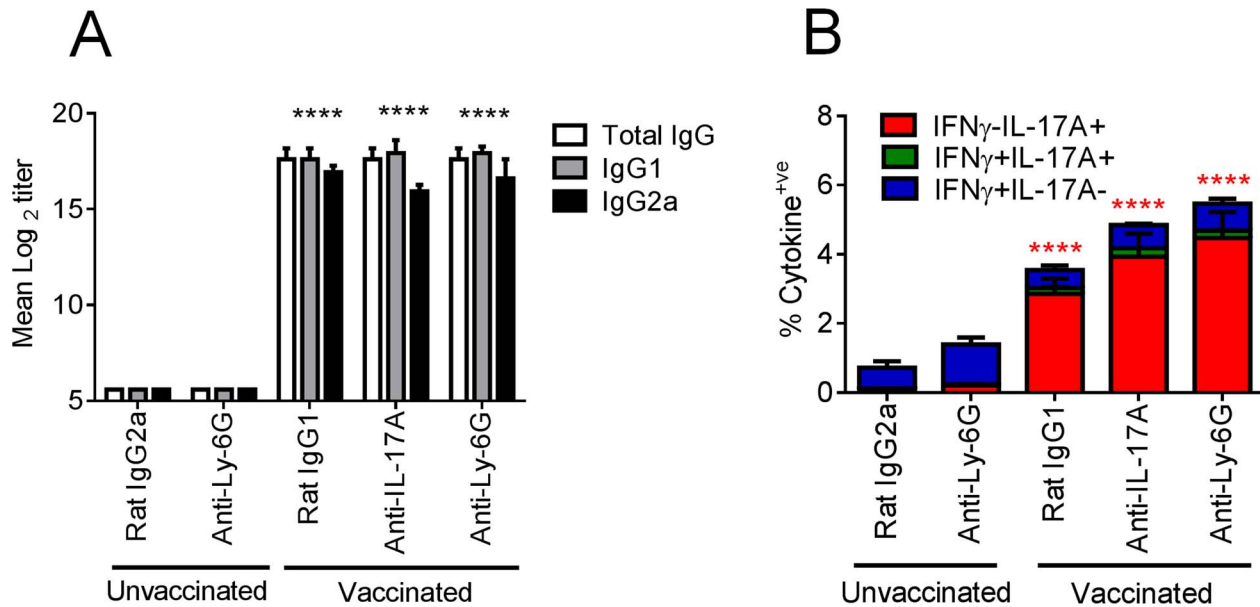 A
Mean Log 2 titer
20
15
10
5
****
****
****
Total IgG
IgG1
IgG2a
Rat IgG2a
Anti-Ly-6G
Rat IgG1
Anti-IL-17A
Anti-Ly-6G
Unvaccinated
Vaccinated
B
% Cytokine+ve
8
6
4
2
0
IFNγ-IL-17A+
IFNγ+IL-17A+
IFNγ+IL-17A-
****
****
****
Rat IgG2a
Anti-Ly-6G
Rat IgG1
Anti-IL-17A
Anti-Ly-6G
Unvaccinated
Vaccinated